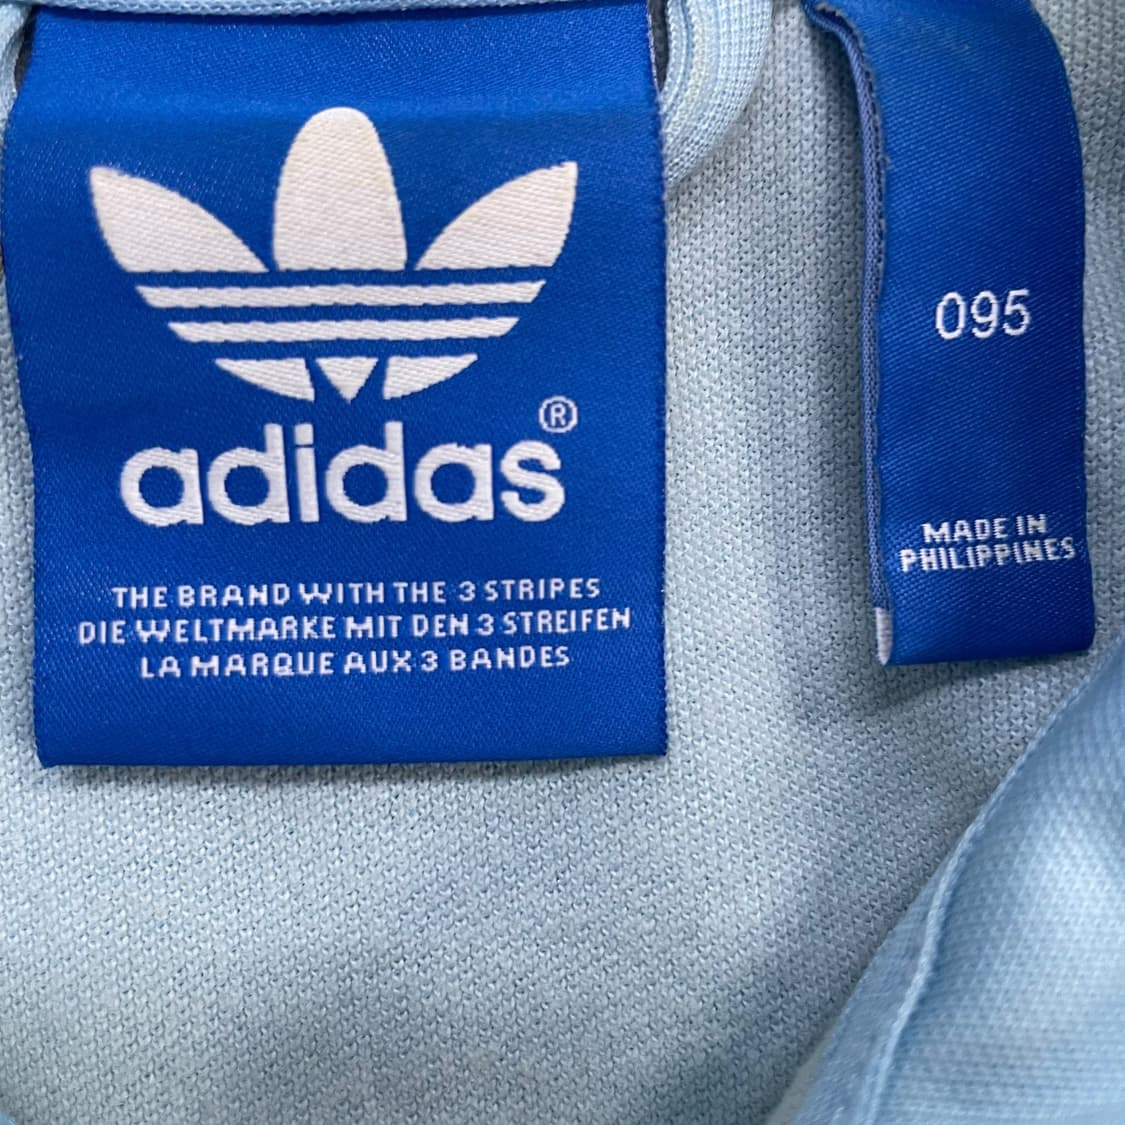 adidas®
THE BRAND WITH THE 3 STRIPES
DIE WELTMARKE MIT DEN 3 STREIFEN
LA MARQUE AUX 3 BANDES
095
MADE IN
PHILIPPINES